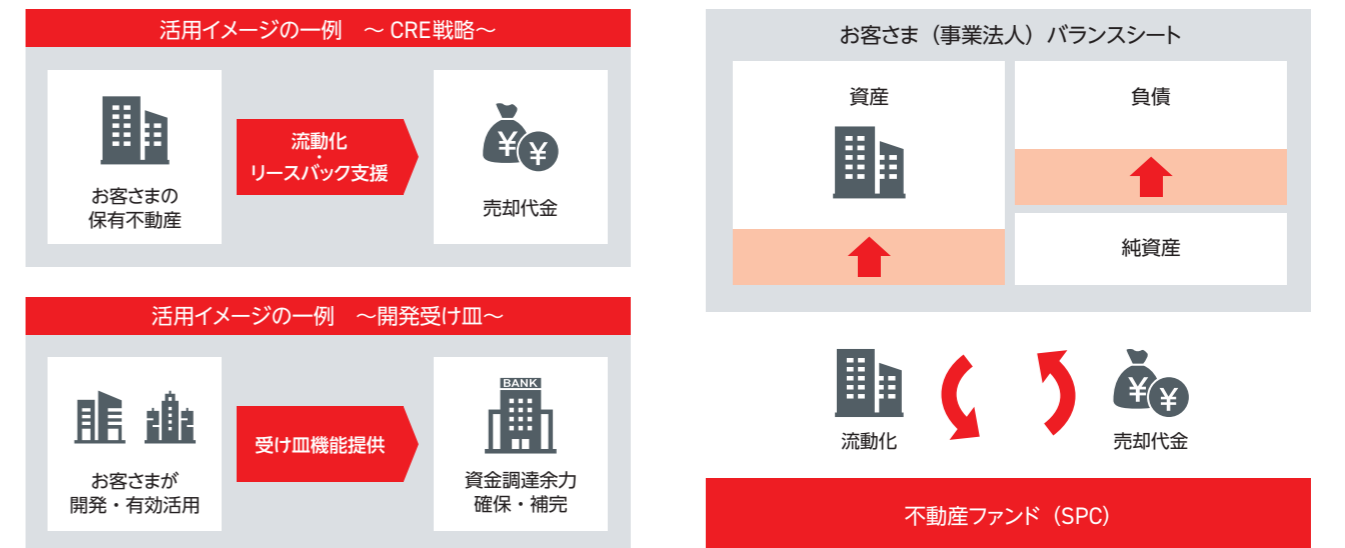 活用イメージの一例　～ CRE戦略～
お客さまの
保有不動産
流動化
・
リースバック支援
¥ ¥
売却代金
活用イメージの一例　～開発受け皿～
お客さまが
開発・有効活用
受け皿機能提供
BANK
資金調達余力
確保・補完
お客さま（事業法人）バランスシート
資産
負債
純資産
流動化
¥ ¥
売却代金
不動産ファンド（SPC）